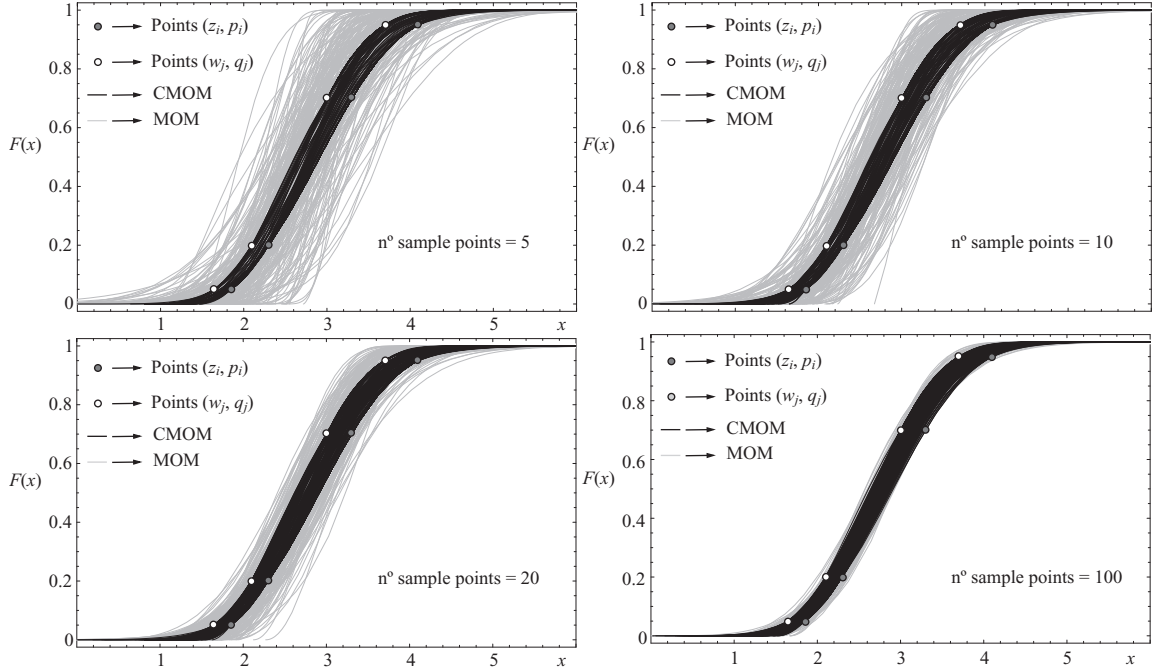 1
Points (z_i, p_i)
0.8
Points (w_j, q_j)
CMOM
0.6
MOM
F(x)
0.4
0.2
nº sample points = 5
0
1 2 3 4 5 x
1
Points (z_i, p_i)
0.8
Points (w_j, q_j)
CMOM
0.6
MOM
F(x)
0.4
0.2
nº sample points = 10
0
1 2 3 4 5 x
1
Points (z_i, p_i)
0.8
Points (w_j, q_j)
CMOM
0.6
MOM
F(x)
0.4
0.2
nº sample points = 20
0
1 2 3 4 5 x
1
Points (z_i, p_i)
0.8
Points (w_j, q_j)
CMOM
0.6
MOM
F(x)
0.4
0.2
nº sample points = 100
0
1 2 3 4 5 x